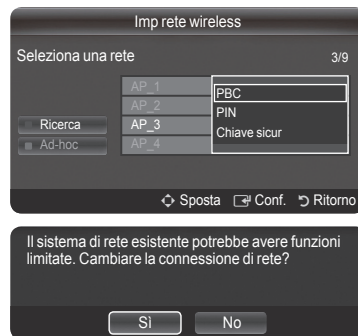 Imp rete wireless
Seleziona una rete 3/9
AP_1
PBC
AP_2
PIN
Ricerca
AP_3
Chiave sicur
Ad-hoc
AP_4
Sposta Conf. Ritorno
Il sistema di rete esistente potrebbe avere funzioni
limitate. Cambiare la connessione di rete?
Sì No